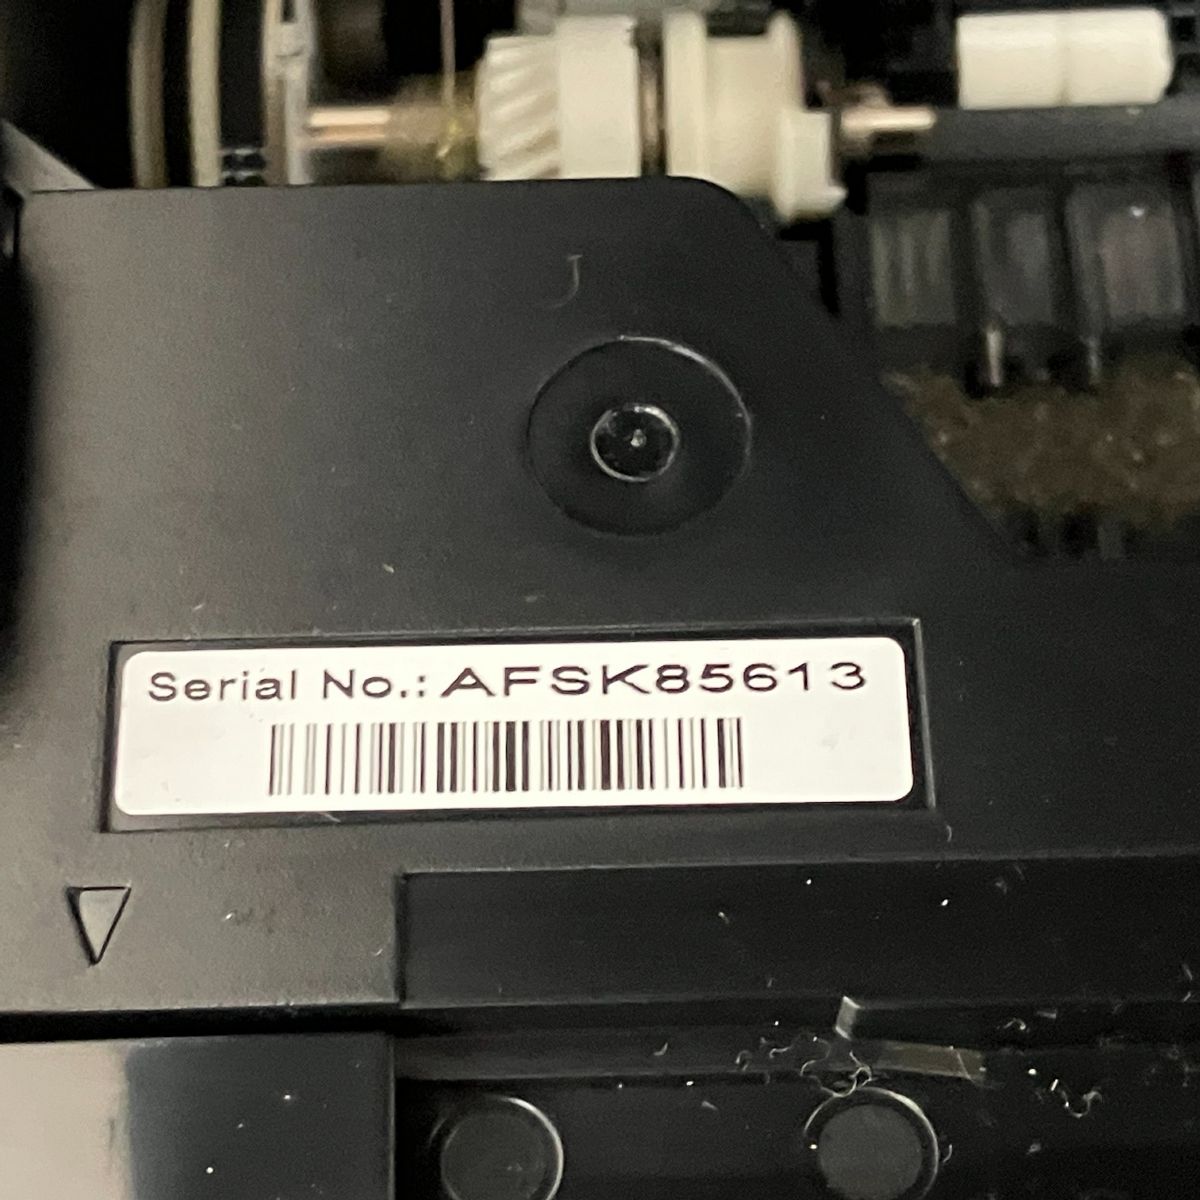 J
Serial No.: AFSK85613